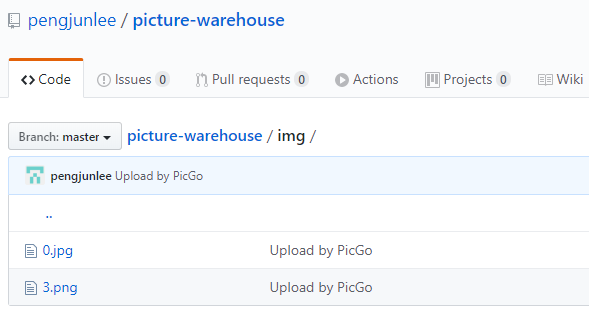 pengjunlee / picture-warehouse
Code Issues 0 Pull requests 0 Actions Projects 0 Wiki
Branch: master picture-warehouse / img /
pengjunlee Upload by PicGo
..
0.jpg Upload by PicGo
3.png Upload by PicGo